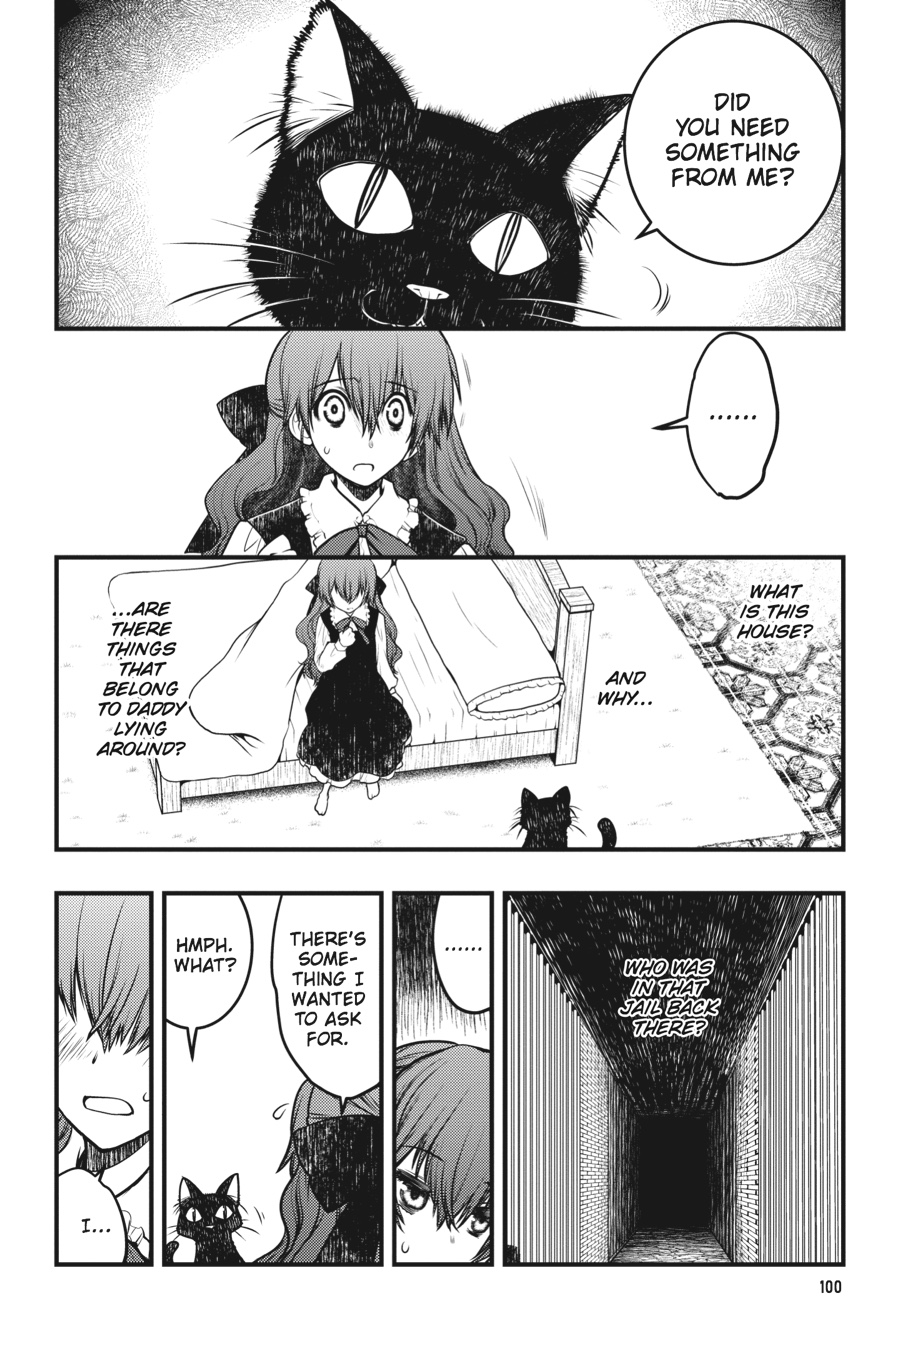 DID
YOU NEED
SOMETHING
FROM ME?
......
WHAT
IS THIS
HOUSE?
AND
WHY...
...ARE
THERE
THINGS
THAT
BELONG
TO DADDY
LYING
AROUND?
WHO WAS
IN THAT
JAIL BACK
THERE?
......
THERE'S
SOME-
THING I
WANTED
TO ASK
FOR.
HMPH.
WHAT?
I...
100